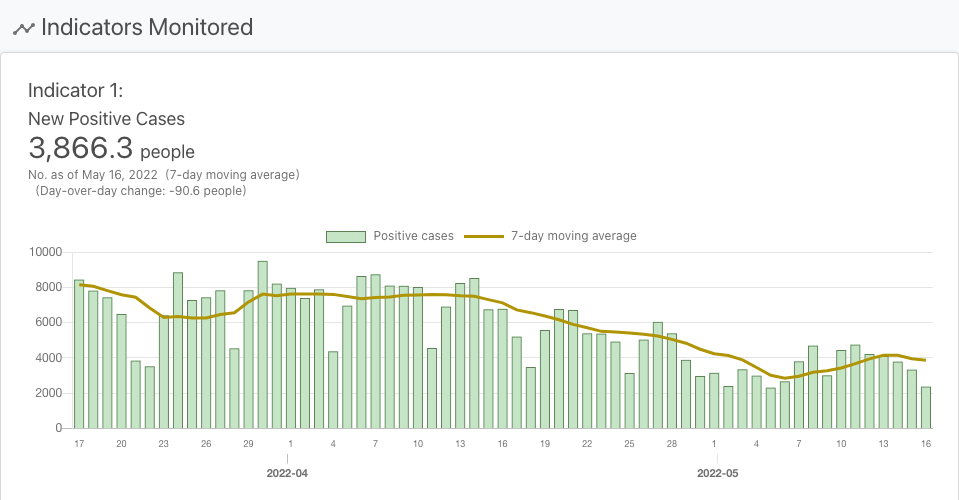 Indicators Monitored
Indicator 1:
New Positive Cases
3,866.3 people
No. as of May 16, 2022 (7-day moving average)
(Day-over-day change: -90.6 people)
Positive cases 7-day moving average
10000
8000
6000
4000
2000
0
17 20 23 26 29 1 4 7 10 13 16 19 22 25 28 1 4 7 10 13 16
2022-04 2022-05